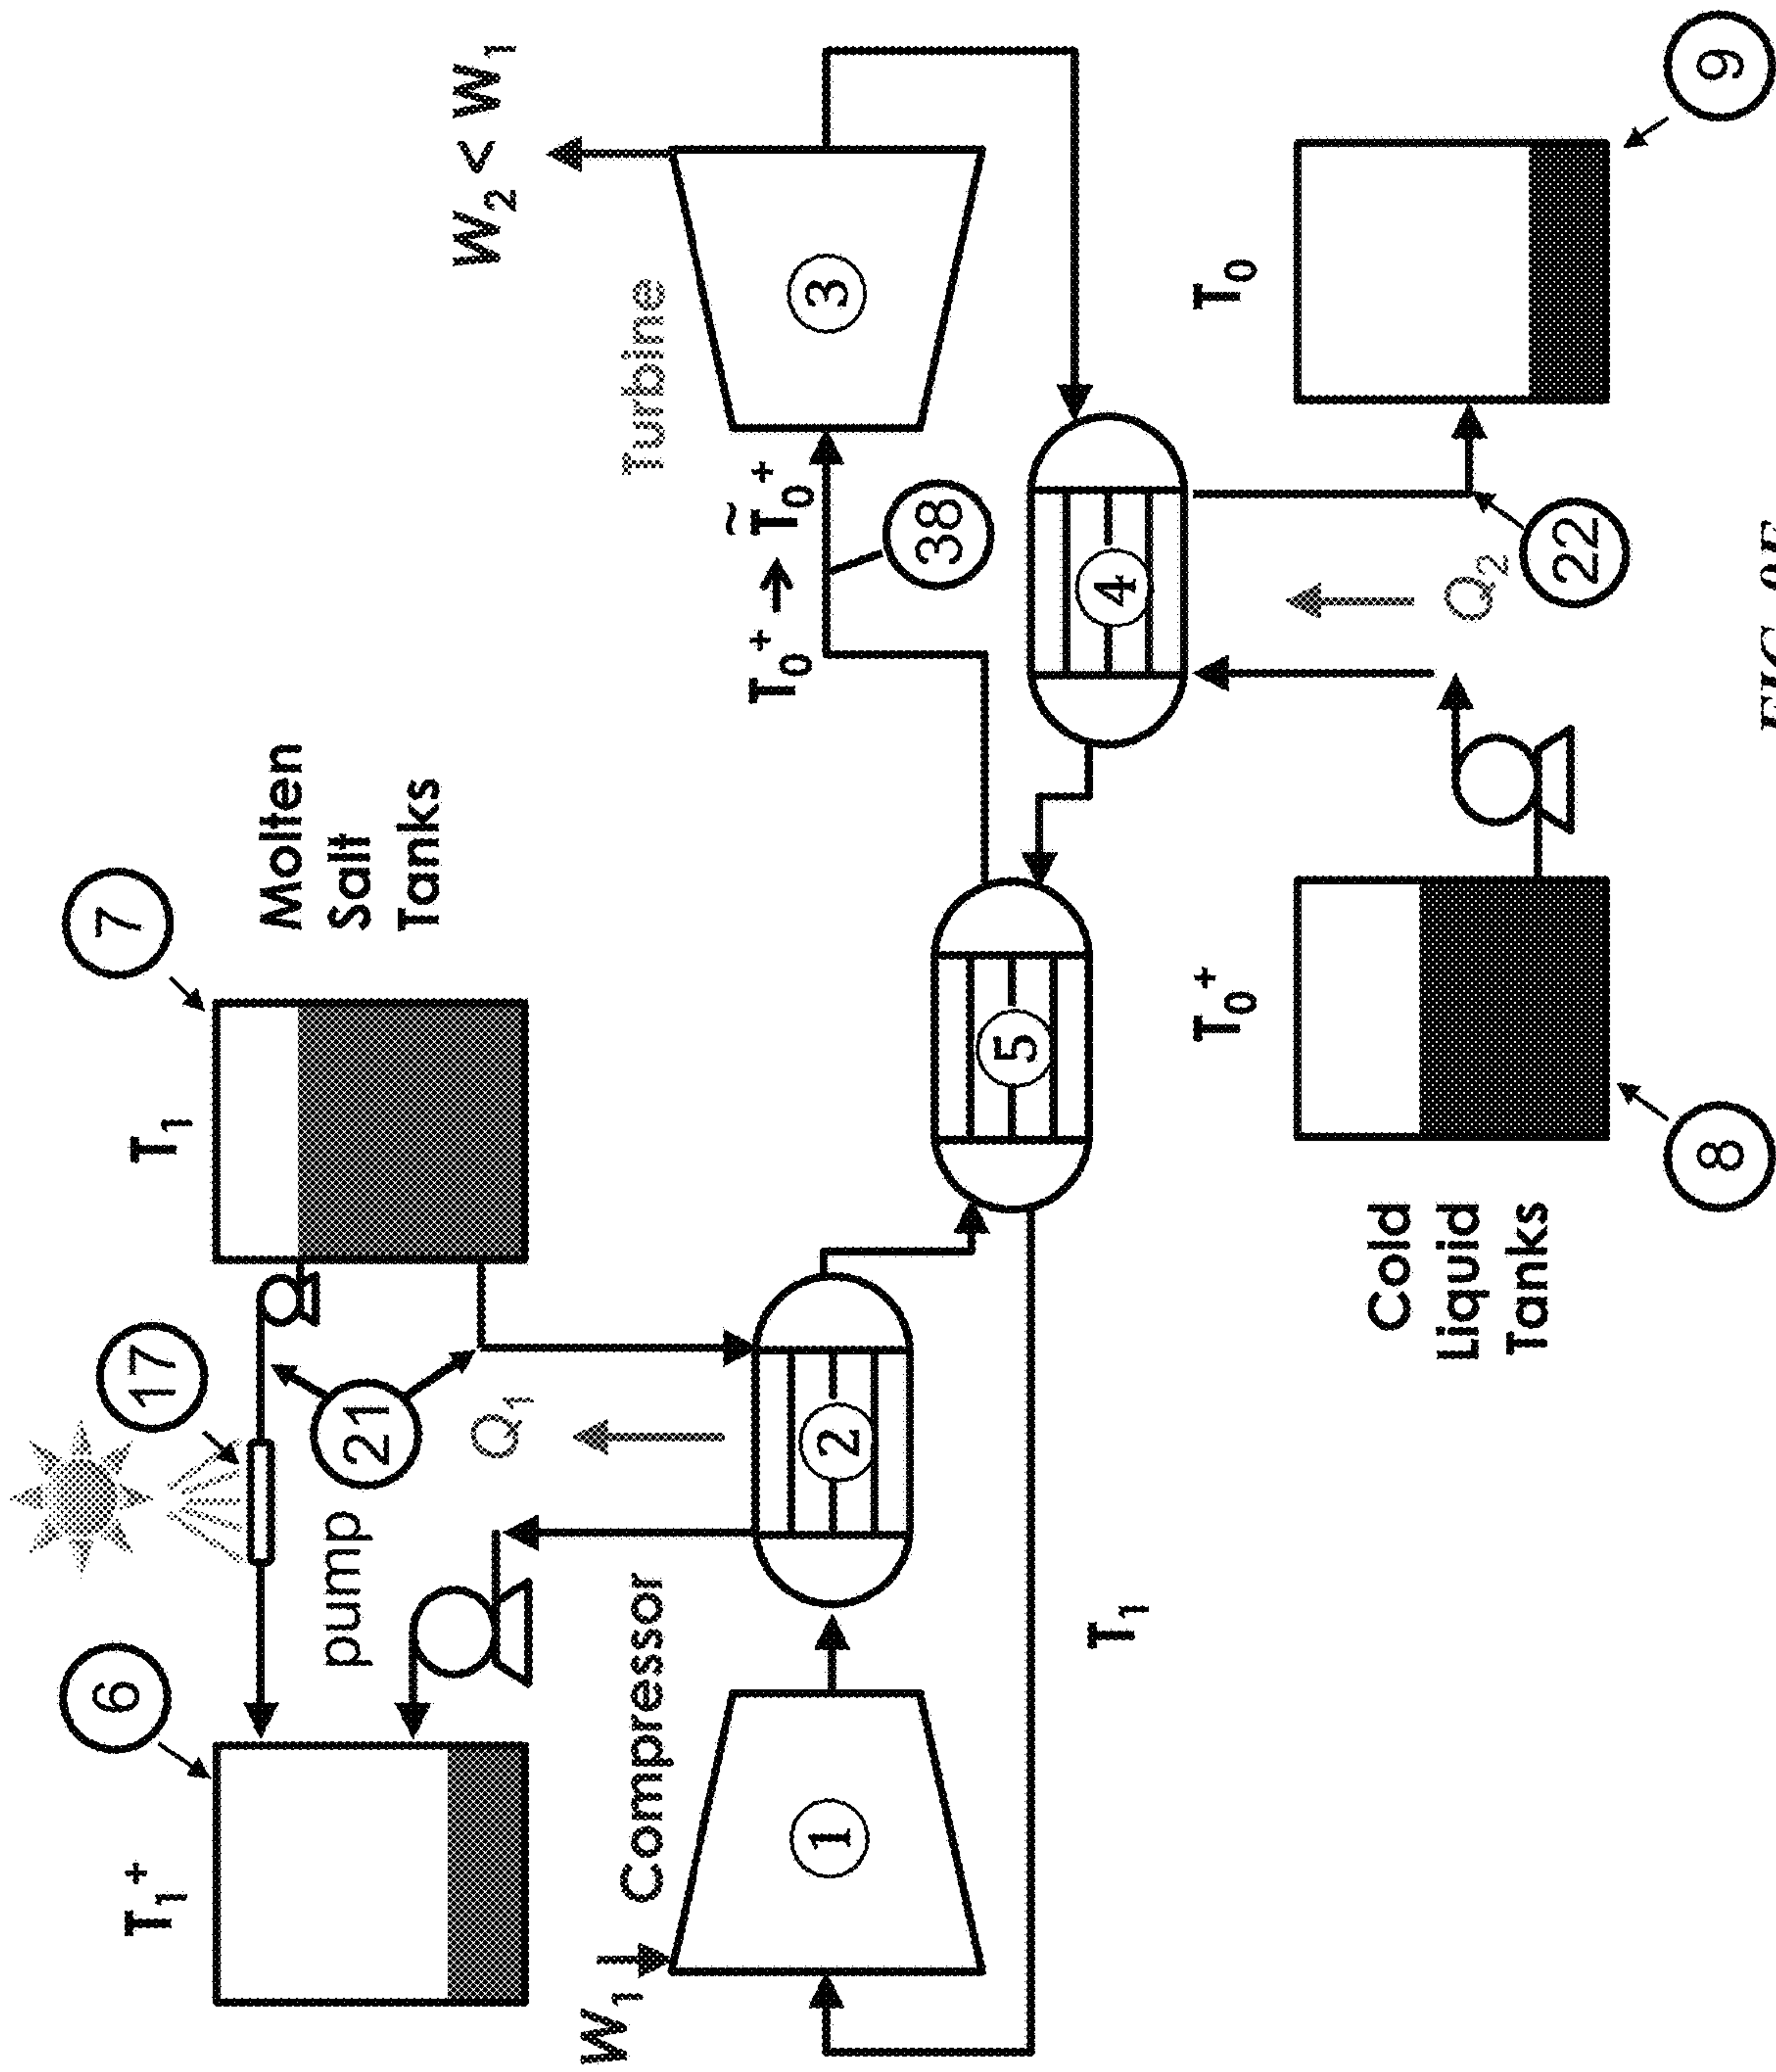 6
7
17
T1+
T1
Molten
Salt
Tanks
pump
21
Q1
W2 < W1
W1
Compressor
Turbine
T0+ → T̃0+
1
2
3
38
5
4
T1
T0+
T0
Cold
Liquid
Tanks
Q2
22
8
9